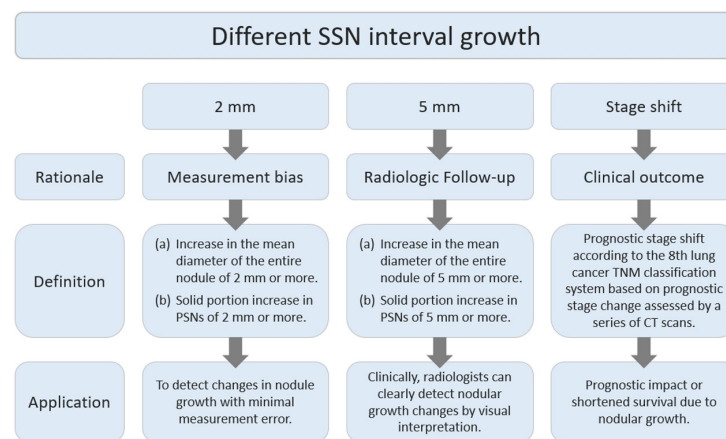 Different SSN interval growth
2 mm
5 mm
Stage shift
Rationale
Measurement bias
Radiologic Follow-up
Clinical outcome
Definition
(a) Increase in the mean
diameter of the entire
nodule of 2 mm or more.
(b) Solid portion increase in
PSNs of 2 mm or more.
(a) Increase in the mean
diameter of the entire
nodule of 5 mm or more.
(b) Solid portion increase in
PSNs of 5 mm or more.
Prognostic stage shift
according to the 8th lung
cancer TNM classification
system based on prognostic
stage change assessed by a
series of CT scans.
Application
To detect changes in nodule
growth with minimal
measurement error.
Clinically, radiologists can
clearly detect nodular
growth changes by visual
interpretation.
Prognostic impact or
shortened survival due to
nodular growth.